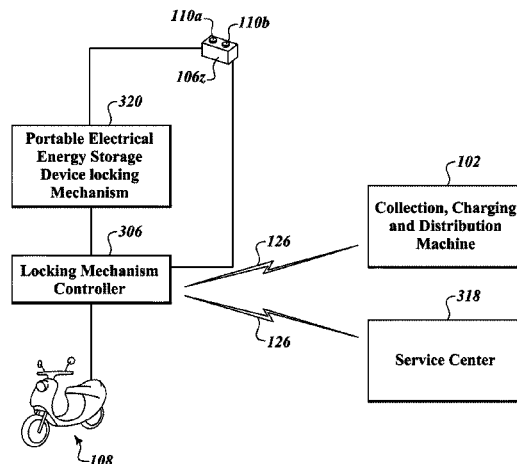 110a
110b
106z
320
Portable Electrical
Energy Storage
Device locking
Mechanism
102
Collection, Charging
and Distribution
Machine
306
126
Locking Mechanism
Controller
318
126
Service Center
108